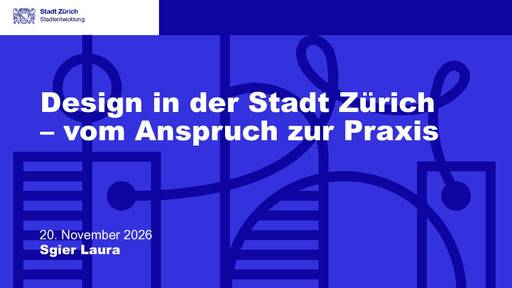 Stadt Zürich
Stadtentwicklung
Design in der Stadt Zürich
– vom Anspruch zur Praxis
20. November 2026
Sgier Laura